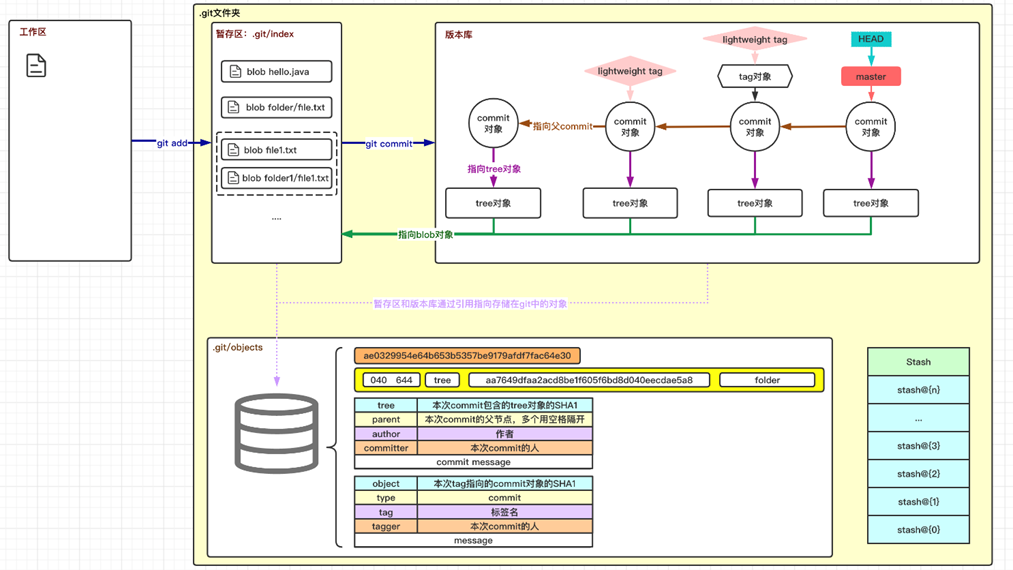 .git文件夹
工作区
暂存区：.git/index
blob hello.java
blob folder/file.txt
blob file1.txt
blob folder1/file1.txt
....
git add
git commit
版本库
lightweight tag
lightweight tag
HEAD
tag对象
master
commit
对象
指向父commit
commit
对象
commit
对象
commit
对象
指向tree对象
tree对象
tree对象
tree对象
tree对象
指向blob对象
暂存区和版本库通过引用指向存储在git中的对象
.git/objects
ae0329954e64b653b5357be9179afdf7fac64e30
040 644
tree
aa7649dfaa2acd8be1f605f6bd8d040eecdae5a8
folder
tree 本次commit包含的tree对象的SHA1
parent 本次commit的父节点，多个用空格隔开
author 作者
committer 本次commit的人
commit message
object 本次tag指向的commit对象的SHA1
type commit
tag 标签名
tagger 本次commit的人
message
Stash
stash@{n}
...
stash@{3}
stash@{2}
stash@{1}
stash@{0}